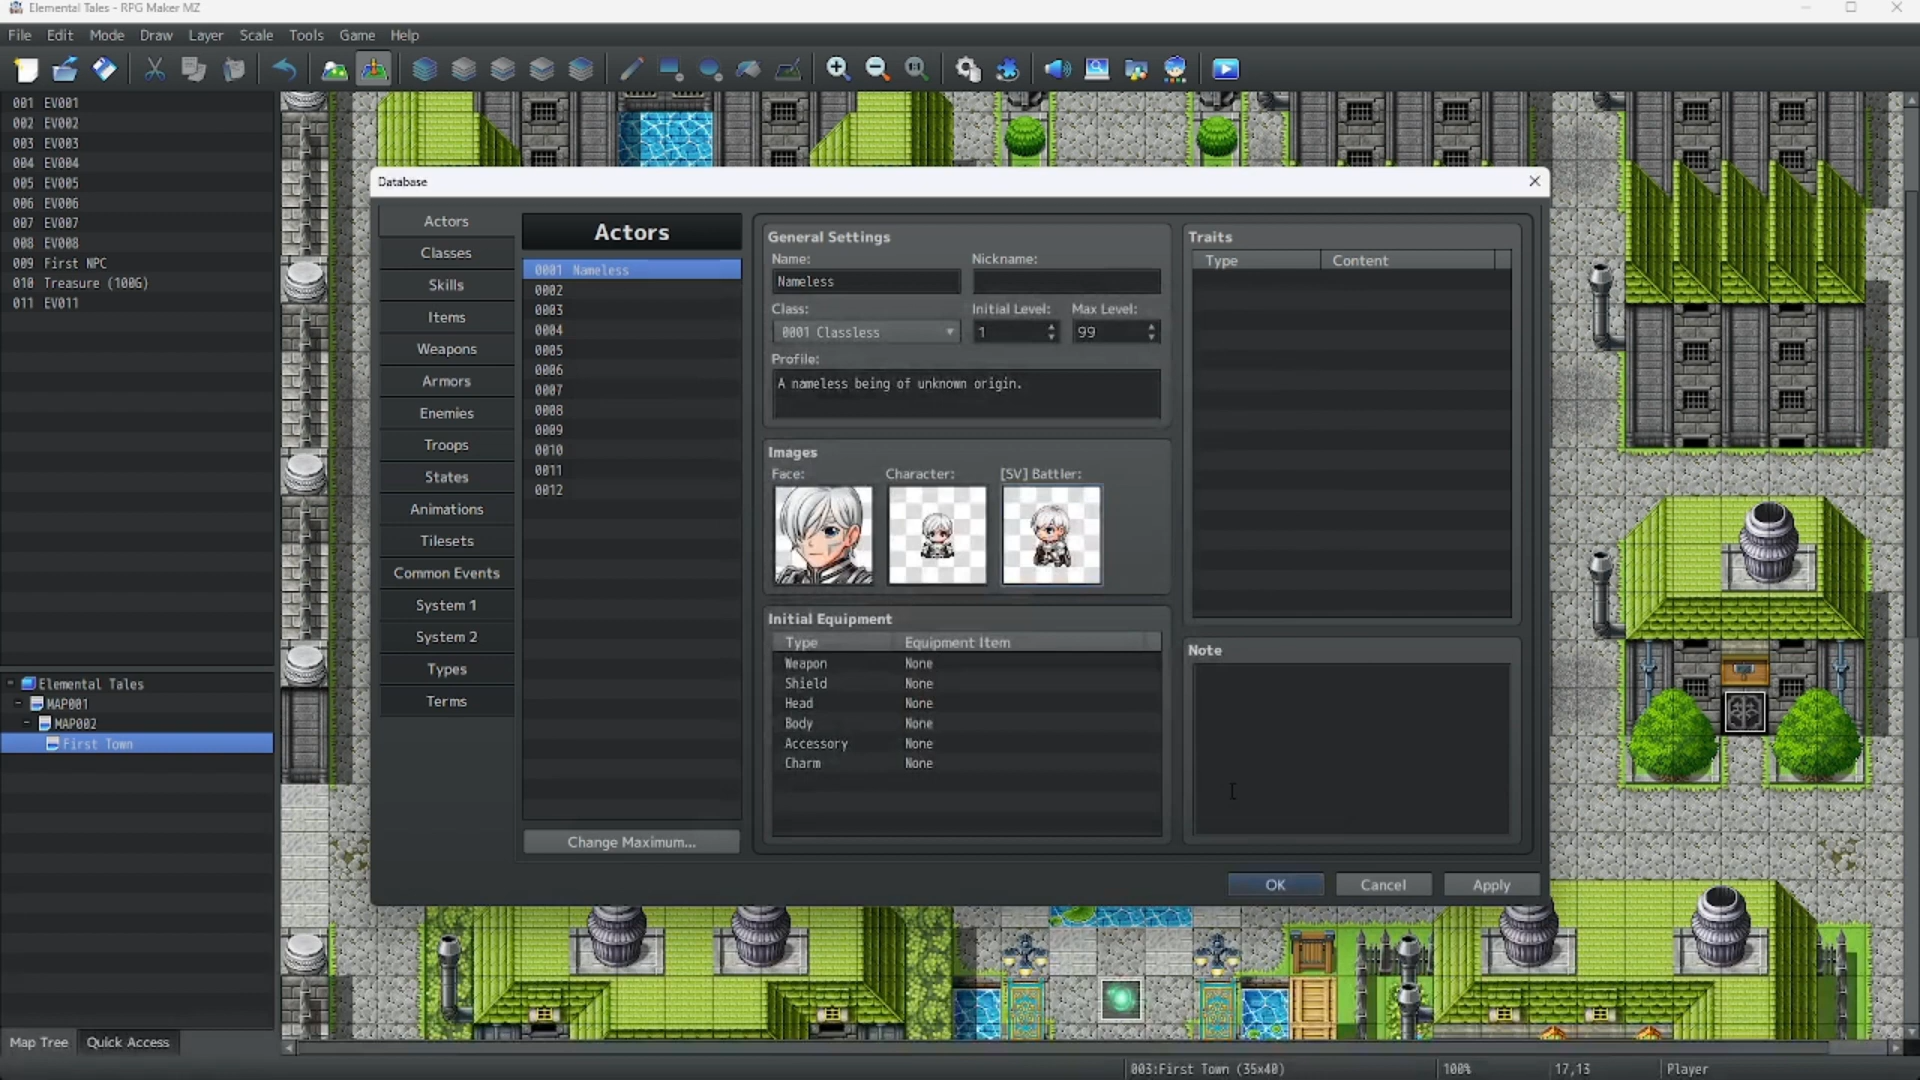 Elemental Tales - RPG Maker MZ
File Edit Mode Draw Layer Scale Tools Game Help
001 EV001
002 EV002
003 EV003
004 EV004
005 EV005
006 EV006
007 EV007
008 EV008
009 First NPC
010 Treasure (100G)
011 EV011
Elemental Tales
MAP001
MAP002
First Town
Map Tree Quick Access
Database
Actors
Classes
Skills
Items
Weapons
Armors
Enemies
Troops
States
Animations
Tilesets
Common Events
System 1
System 2
Types
Terms
Actors
0001 Nameless
0002
0003
0004
0005
0006
0007
0008
0009
0010
0011
0012
Change Maximum...
General Settings
Name: Nickname:
Nameless
Class: Initial Level: Max Level:
0001 Classless 1 99
Profile:
A nameless being of unknown origin.
Images
Face: Character: [SV] Battler:
Initial Equipment
Type Equipment Item
Weapon None
Shield None
Head None
Body None
Accessory None
Charm None
Traits
Type Content
Note
OK Cancel Apply
003:First Town (35x40) 100% 17,13 Player